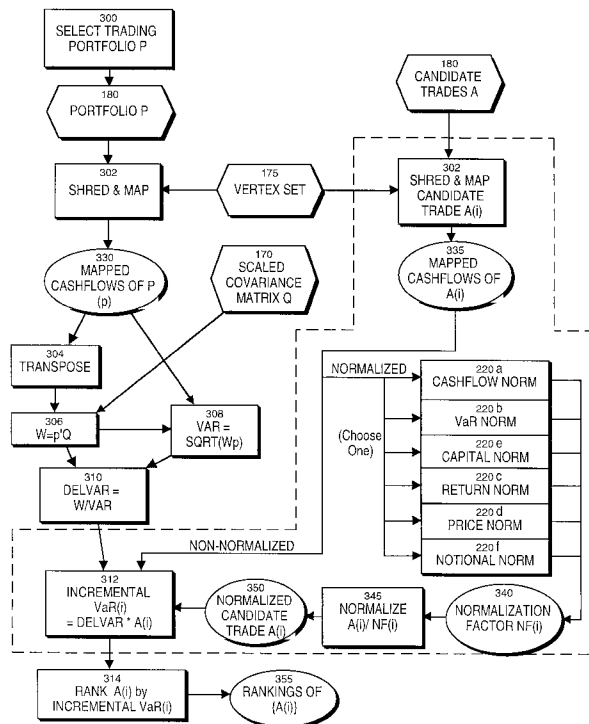 300
SELECT TRADING
PORTFOLIO P
180
PORTFOLIO P
180
CANDIDATE
TRADES A
302
SHRED & MAP
175
VERTEX SET
302
SHRED & MAP
CANDIDATE
TRADE A(i)
330
MAPPED
CASHFLOWS OF P
(p)
170
SCALED
COVARIANCE
MATRIX Q
335
MAPPED
CASHFLOWS OF
A(i)
304
TRANSPOSE
306
W=p'Q
308
VAR =
SQRT(Wp)
310
DELVAR =
W/VAR
NORMALIZED
(Choose
One)
220 a
CASHFLOW NORM
220 b
VaR NORM
220 e
CAPITAL NORM
220 c
RETURN NORM
220 d
PRICE NORM
220 f
NOTIONAL NORM
NON-NORMALIZED
312
INCREMENTAL
VaR(i)
= DELVAR * A(i)
350
NORMALIZED
CANDIDATE
TRADE A(i)
345
NORMALIZE
A(i)/ NF(i)
340
NORMALIZATION
FACTOR NF(i)
314
RANK A(i) by
INCREMENTAL VaR(i)
355
RANKINGS OF
{A(i)}